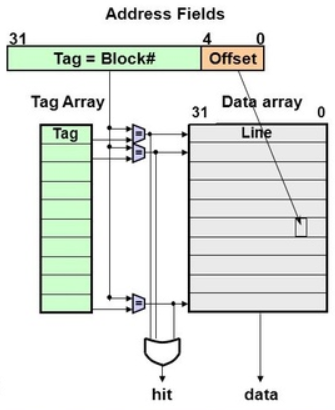 Address Fields
31 4 0
Tag = Block# Offset
Tag Array Data array
31 0
Tag Line
=
=
=
hit data